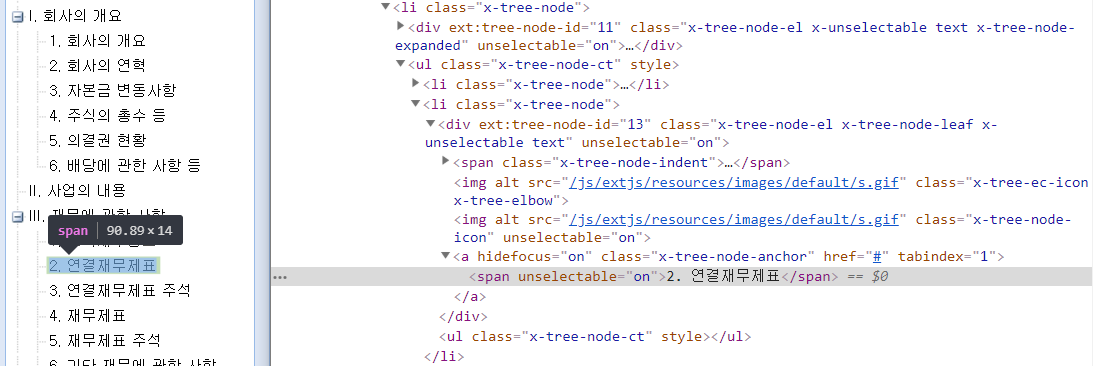 I. 회사의 개요
1. 회사의 개요
2. 회사의 연혁
3. 자본금 변동사항
4. 주식의 총수 등
5. 의결권 현황
6. 배당에 관한 사항 등
II. 사업의 내용
III. 재무에 관한 사항
span 90.89 × 14
2. 연결재무제표
3. 연결재무제표 주석
4. 재무제표
5. 재무제표 주석
6. 기타 재무에 관한 사항
▼<li class="x-tree-node">
▶<div ext:tree-node-id="11" class="x-tree-node-el x-unselectable text x-tree-node-
expanded" unselectable="on">…</div>
▼<ul class="x-tree-node-ct" style>
▶<li class="x-tree-node">…</li>
▼<li class="x-tree-node">
▼<div ext:tree-node-id="13" class="x-tree-node-el x-tree-node-leaf x-
unselectable text" unselectable="on">
▶<span class="x-tree-node-indent">…</span>
<img alt src="/js/extjs/resources/images/default/s.gif" class="x-tree-ec-icon
x-tree-elbow">
<img alt src="/js/extjs/resources/images/default/s.gif" class="x-tree-node-
icon" unselectable="on">
▼<a hidefocus="on" class="x-tree-node-anchor" href="#" tabindex="1">
…
<span unselectable="on">2. 연결재무제표</span> == $0
</a>
</div>
<ul class="x-tree-node-ct" style></ul>
</li>